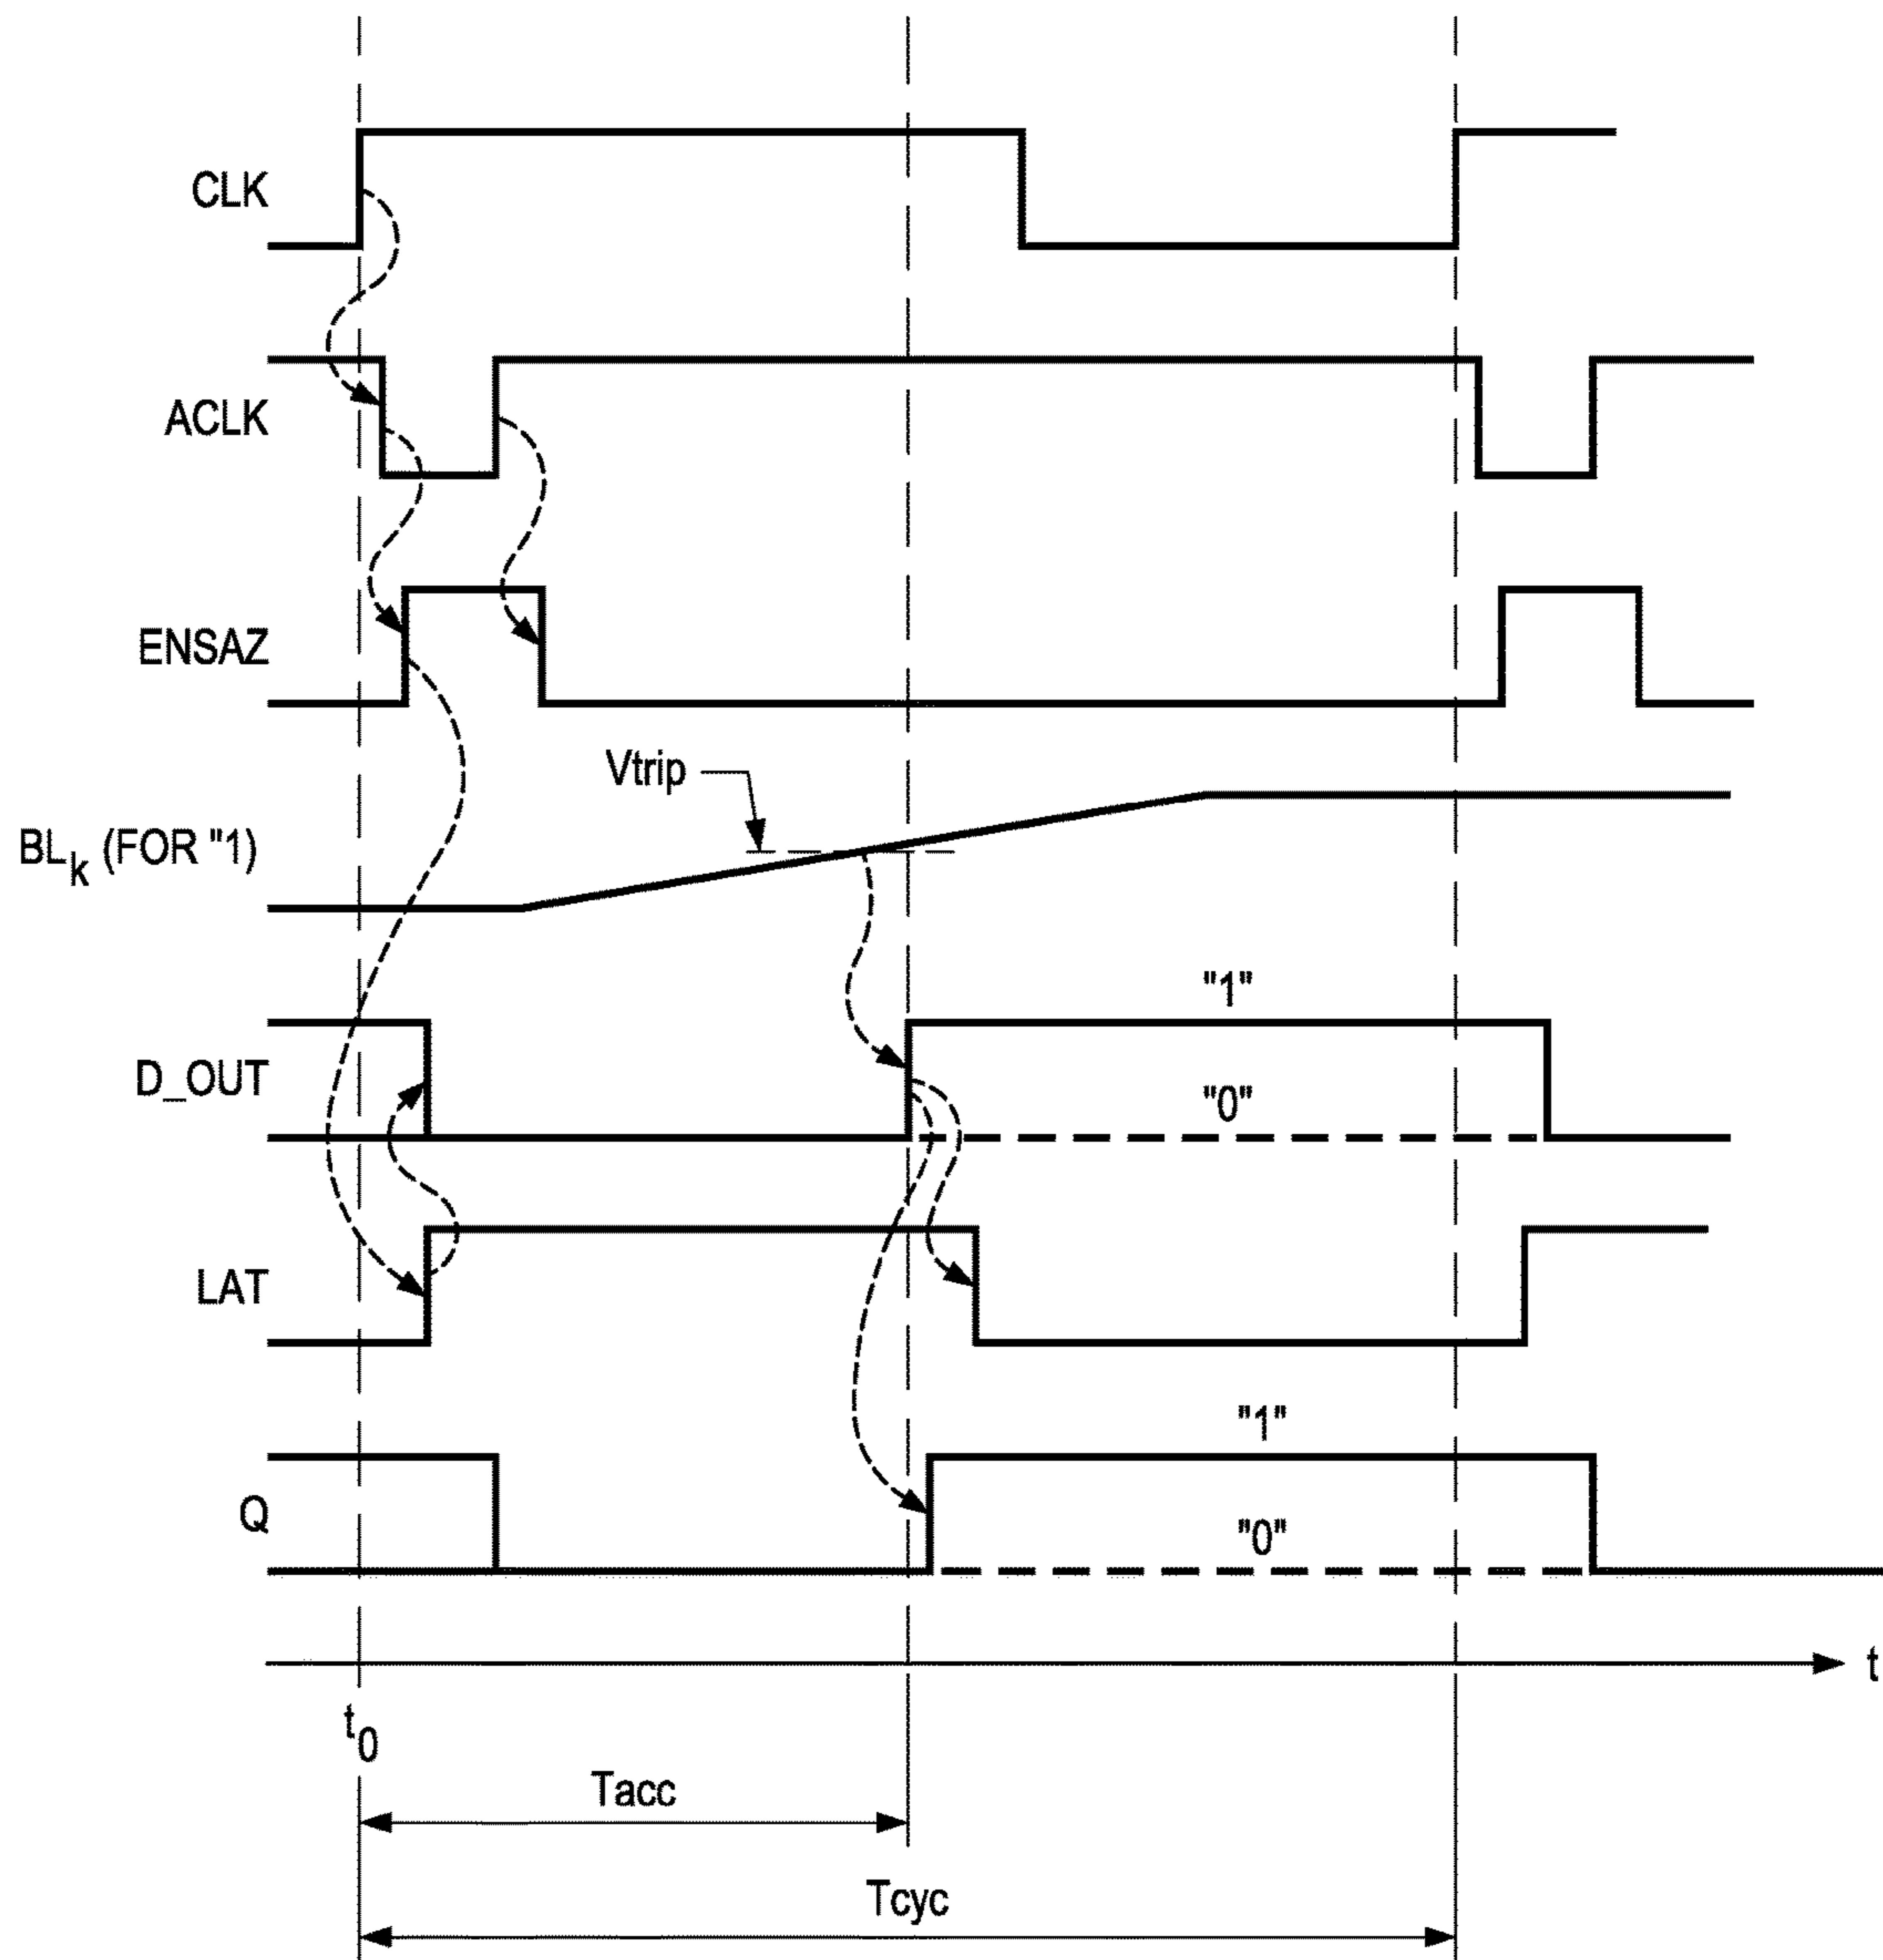 CLK
ACLK
ENSAZ
Vtrip
BLk (FOR "1)
"1"
D_OUT
"0"
LAT
"1"
Q
"0"
t
t0
Tacc
Tcyc